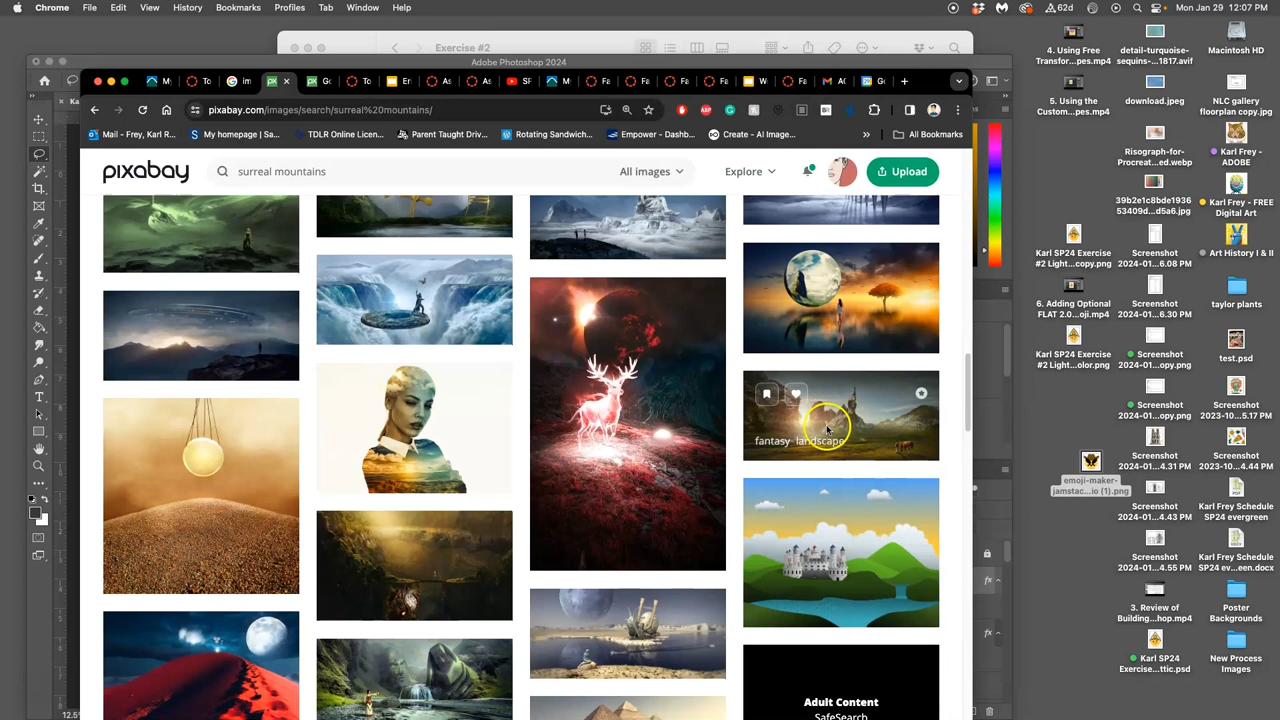 Chrome File Edit View History Bookmarks Profiles Tab Window Help
62d
Mon Jan 29 12:07 PM
Exercise #2
Adobe Photoshop 2024
pixabay.com/images/search/surreal%20mountains/
Mail - Frey, Karl R...
My homepage | Sa...
TDLR Online Licen...
Parent Taught Driv...
Rotating Sandwich...
Empower - Dashb...
Create - AI Image...
All Bookmarks
pixabay
surreal mountains
All images
Explore
Upload
fantasy landscape
Adult Content
SafeSearch
4. Using Free
Transfor...pes.mp4
detail-turquoise-
sequins-...1817.avif
Macintosh HD
5. Using the
Custom...pes.mp4
download.jpeg
NLC gallery
floorplan copy.jpg
Risograph-for-
Procreat...ed.webp
Karl Frey -
ADOBE
39b2e1c8bde1936
53409d...d5a6.jpg
Karl Frey - FREE
Digital Art
Karl SP24 Exercise
#2 Light...copy.png
Screenshot
2024-01...6.08 PM
Art History I & II
6. Adding Optional
FLAT 2.0...oji.mp4
Screenshot
2024-01...6.30 PM
taylor plants
Karl SP24 Exercise
#2 Light...color.png
Screenshot
2024-01...opy.png
test.psd
Screenshot
2024-01...opy.png
Screenshot
2023-10...5.17 PM
Screenshot
2024-01...4.31 PM
Screenshot
2023-10...4.44 PM
emoji-maker-
jamstac...io (1).png
Screenshot
2024-01...4.43 PM
Karl Frey Schedule
SP24 evergreen
Screenshot
2024-01...4.55 PM
Karl Frey Schedule
SP24 ev...een.docx
3. Review of
Building...hop.mp4
Poster
Backgrounds
Karl SP24
Exercise...ttic.psd
New Process
Images